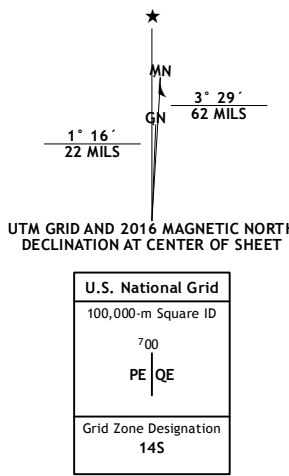 ★
MN
GN
3° 29´
62 MILS
1° 16´
22 MILS
UTM GRID AND 2016 MAGNETIC NORTH
DECLINATION AT CENTER OF SHEET
U.S. National Grid
100,000-m Square ID
⁷00
PE QE
Grid Zone Designation
14S